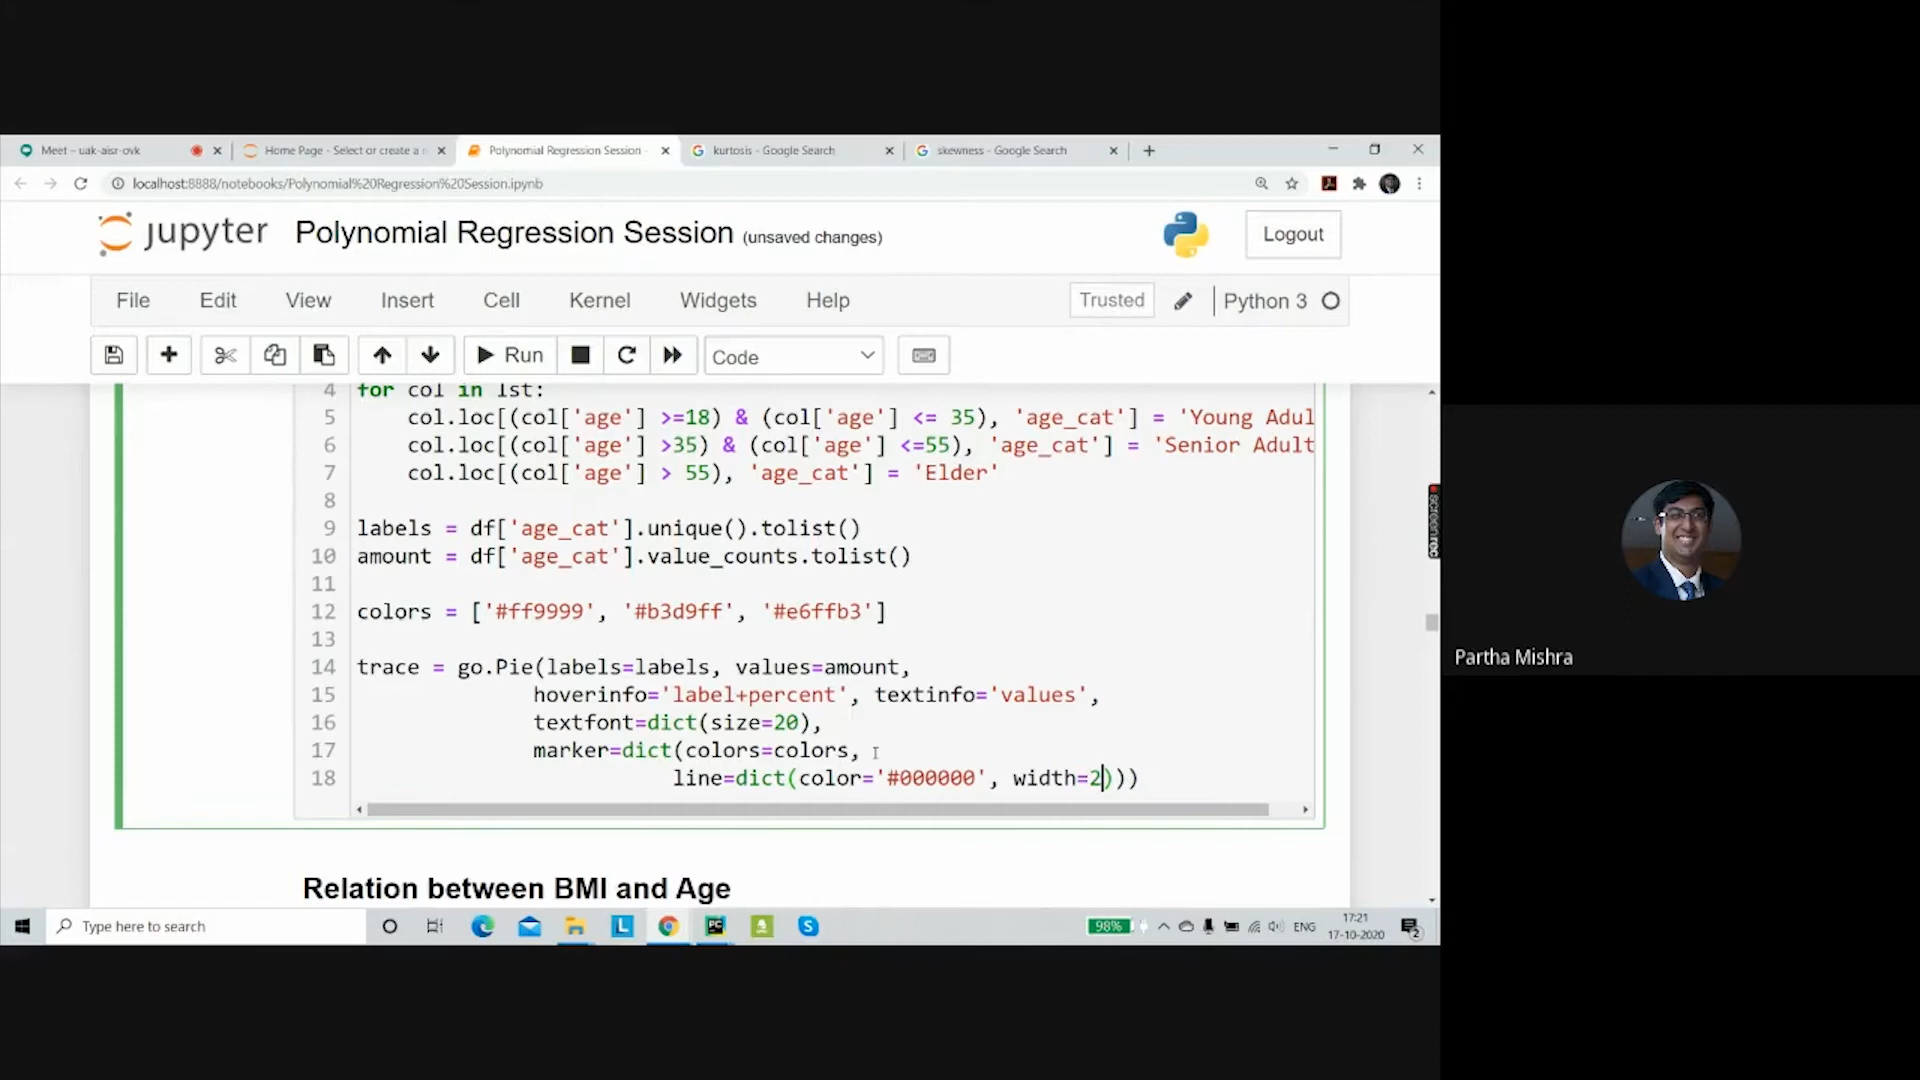 Meet – uak-aisr-ovk
Home Page - Select or create a
Polynomial Regression Session -
kurtosis - Google Search
skewness - Google Search
localhost:8888/notebooks/Polynomial%20Regression%20Session.ipynb
jupyter Polynomial Regression Session (unsaved changes)
Logout
File Edit View Insert Cell Kernel Widgets Help
Trusted
Python 3
Run
Code
4 for col in lst:
5 col.loc[(col['age'] >=18) & (col['age'] <= 35), 'age_cat'] = 'Young Adul
6 col.loc[(col['age'] >35) & (col['age'] <=55), 'age_cat'] = 'Senior Adult
7 col.loc[(col['age'] > 55), 'age_cat'] = 'Elder'
8
9 labels = df['age_cat'].unique().tolist()
10 amount = df['age_cat'].value_counts.tolist()
11
12 colors = ['#ff9999', '#b3d9ff', '#e6ffb3']
13
14 trace = go.Pie(labels=labels, values=amount,
15 hoverinfo='label+percent', textinfo='values',
16 textfont=dict(size=20),
17 marker=dict(colors=colors,
18 line=dict(color='#000000', width=2)))
Relation between BMI and Age
screenrec
Partha Mishra
Type here to search
98%
ENG
17:21
17-10-2020
2